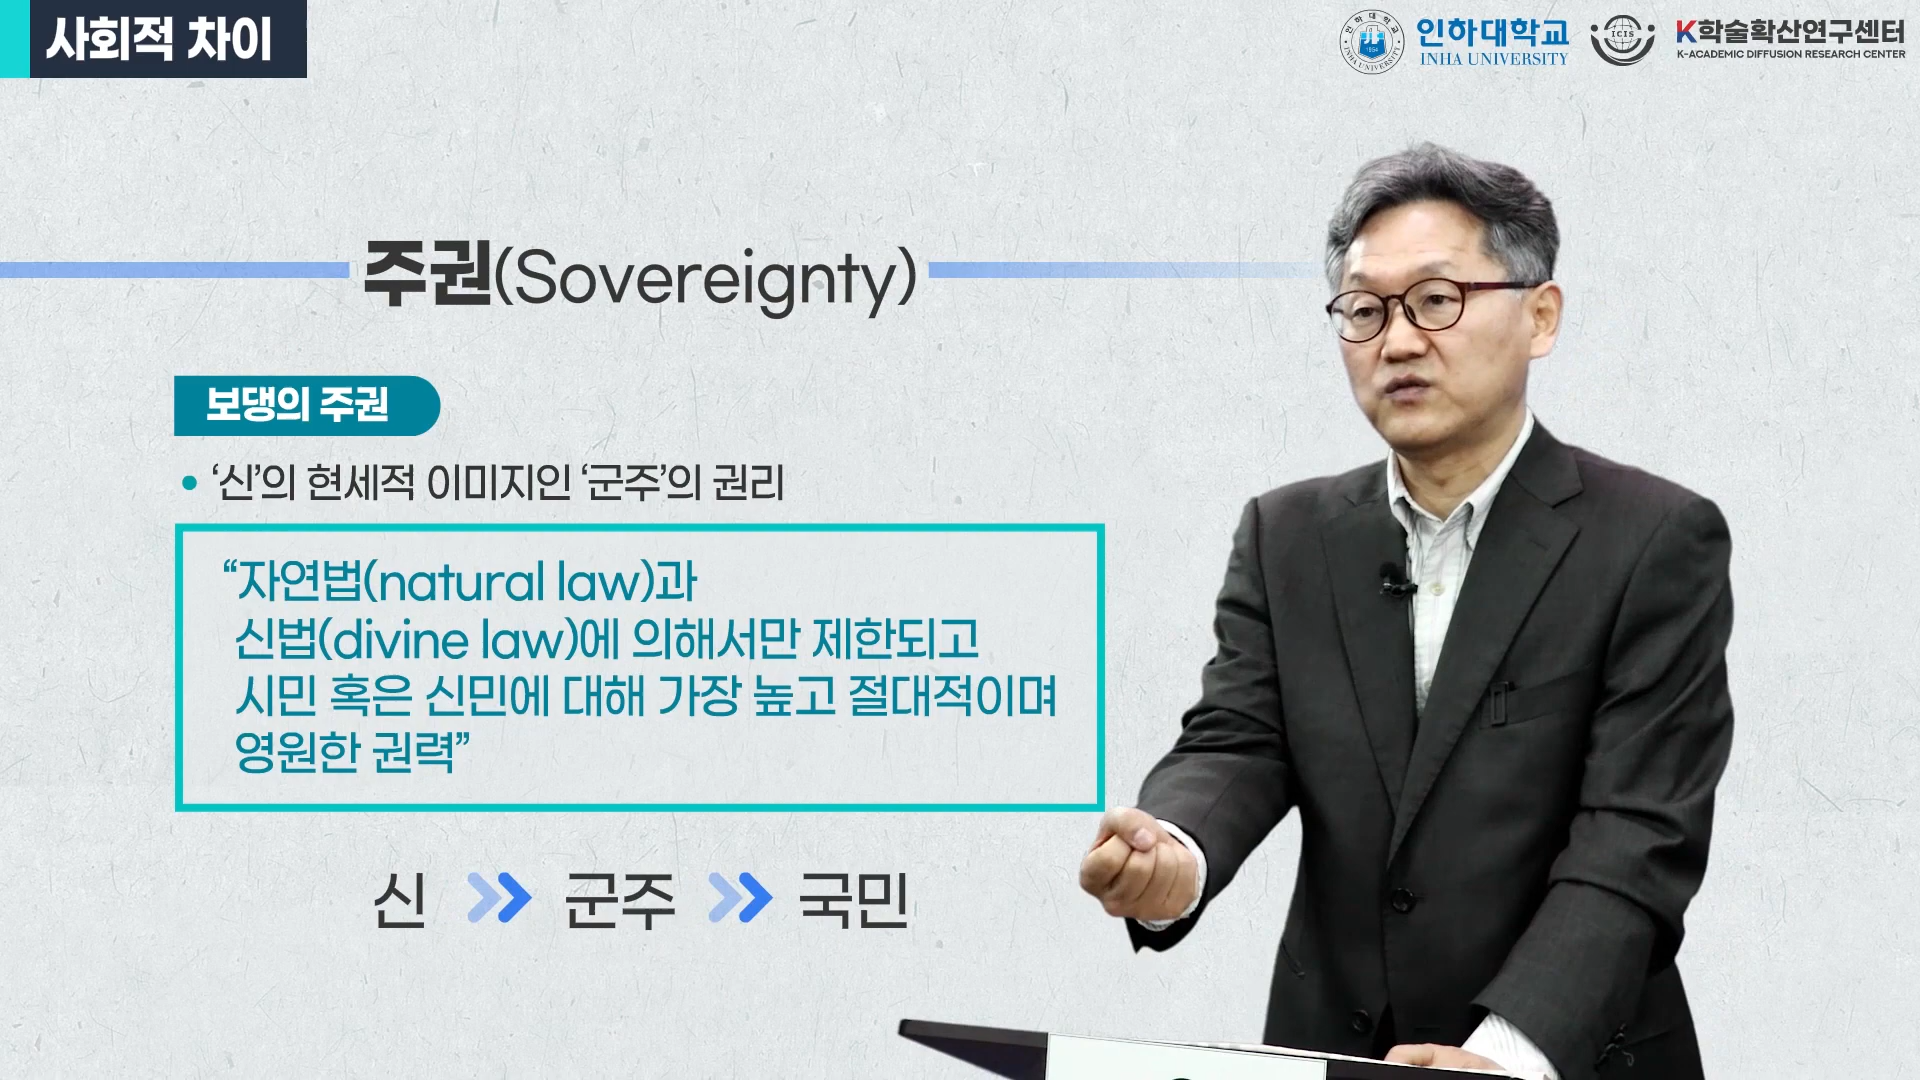 사회적 차이
인하대학교
INHA UNIVERSITY
ICIS
K학술확산연구센터
K-ACADEMIC DIFFUSION RESEARCH CENTER
주권(Sovereignty)
보댕의 주권
• ‘신’의 현세적 이미지인 ‘군주’의 권리
“자연법(natural law)과
신법(divine law)에 의해서만 제한되고
시민 혹은 신민에 대해 가장 높고 절대적이며
영원한 권력”
신 군주 국민